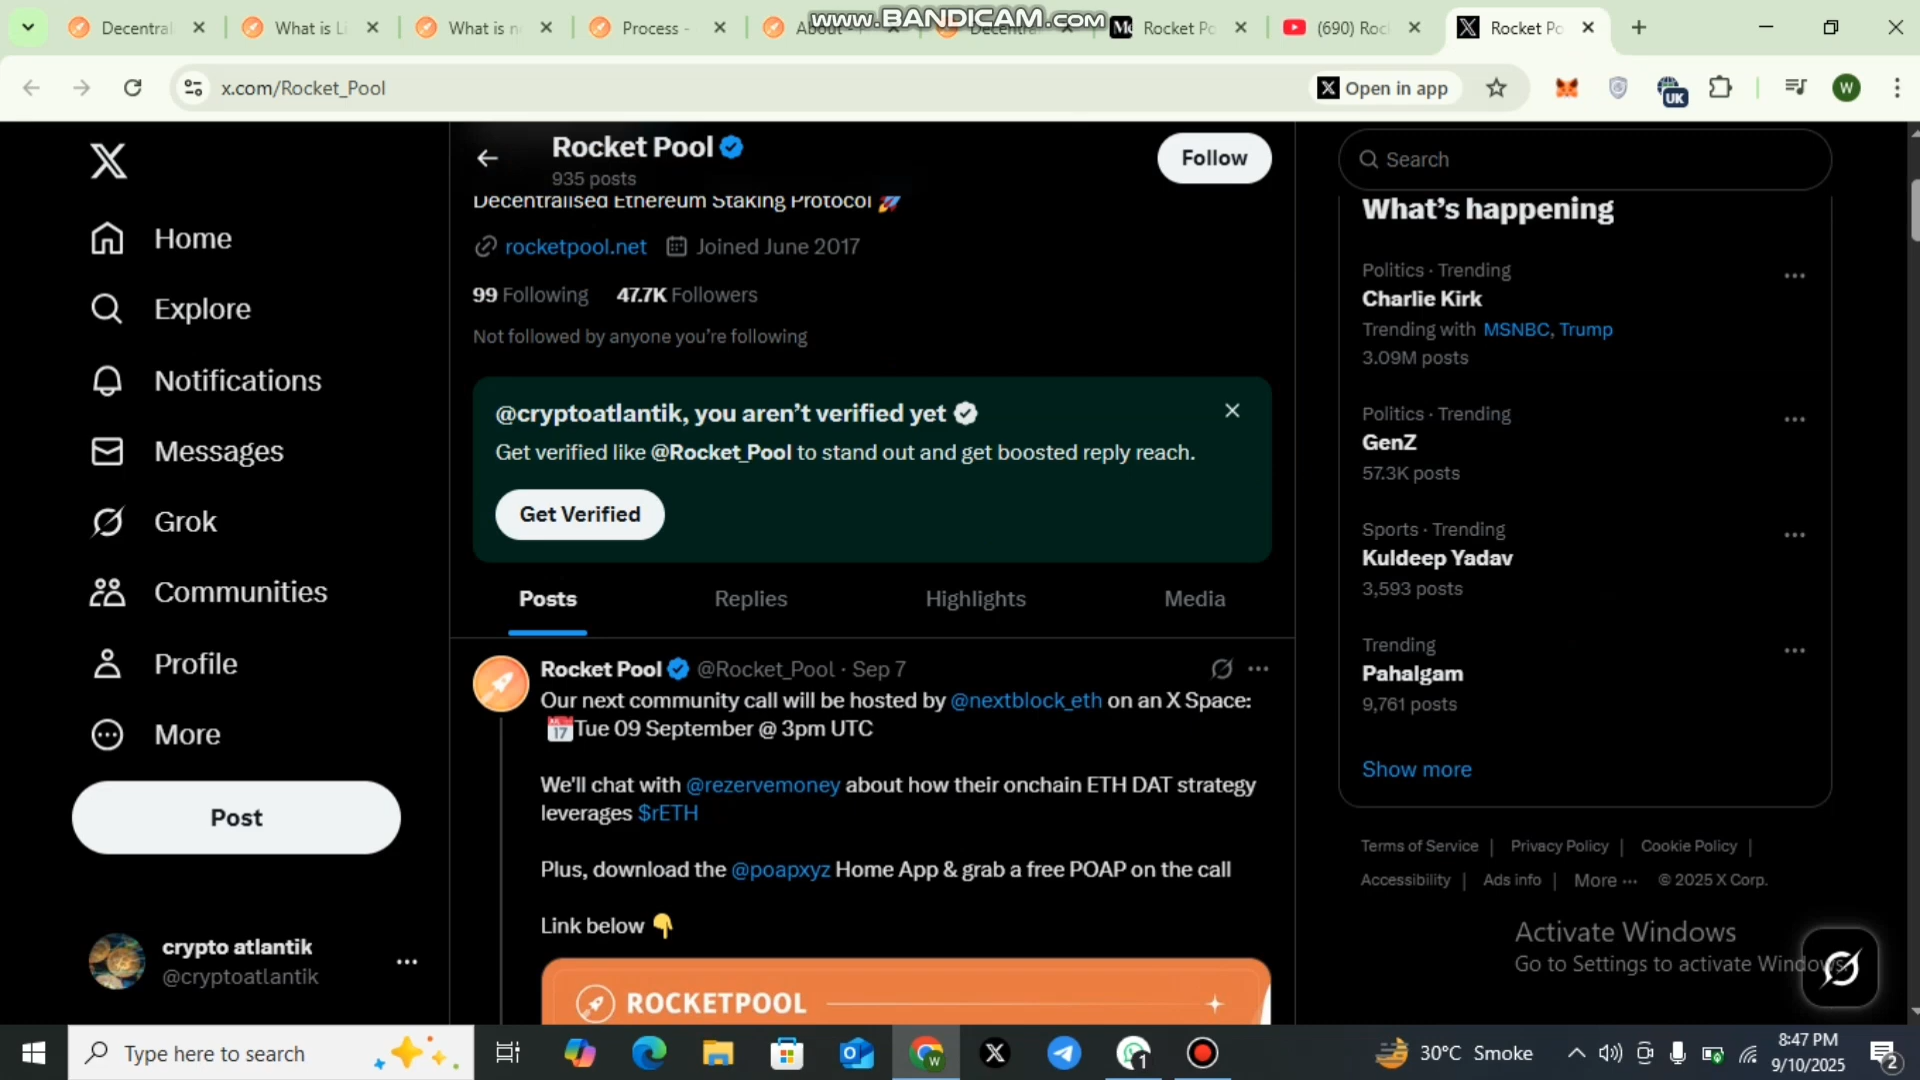 www.BANDICAM.com
Decentral
What is Li
What is n
Process -
About -
Decentra
Rocket Po
(690) Roc
Rocket Po
x.com/Rocket_Pool
Open in app
UK
W
Rocket Pool
935 posts
Follow
Search
Decentralised Ethereum Staking Protocol 🚀
rocketpool.net Joined June 2017
99 Following 47.7K Followers
Not followed by anyone you're following
@cryptoatlantik, you aren't verified yet
Get verified like @Rocket_Pool to stand out and get boosted reply reach.
Get Verified
Posts Replies Highlights Media
Rocket Pool @Rocket_Pool · Sep 7
Our next community call will be hosted by @nextblock_eth on an X Space:
📅Tue 09 September @ 3pm UTC
We'll chat with @rezervemoney about how their onchain ETH DAT strategy
leverages $rETH
Plus, download the @poapxyz Home App & grab a free POAP on the call
Link below 👇
ROCKETPOOL
Home
Explore
Notifications
Messages
Grok
Communities
Profile
More
Post
crypto atlantik
@cryptoatlantik
What's happening
Politics · Trending
Charlie Kirk
Trending with MSNBC, Trump
3.09M posts
Politics · Trending
GenZ
57.3K posts
Sports · Trending
Kuldeep Yadav
3,593 posts
Trending
Pahalgam
9,761 posts
Show more
Terms of Service | Privacy Policy | Cookie Policy |
Accessibility | Ads info | More ··· © 2025 X Corp.
Activate Windows
Go to Settings to activate Windows.
Type here to search
W
1
30°C Smoke
8:47 PM
9/10/2025
2